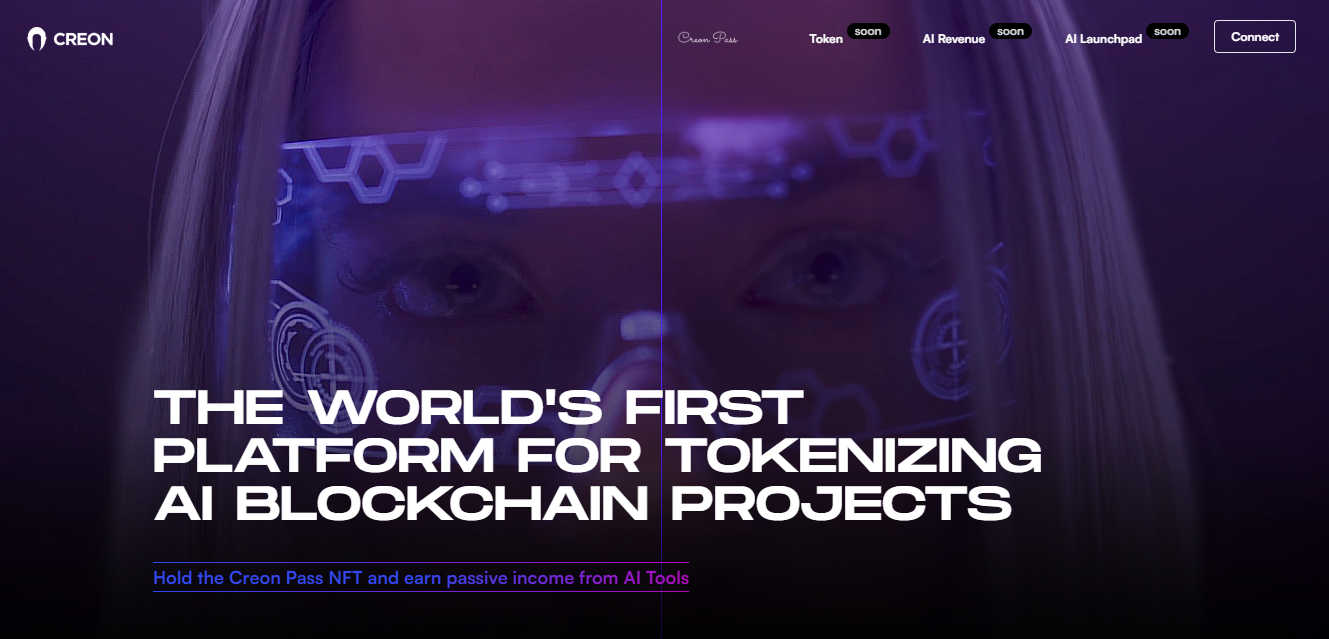 CREON
Creon Pass
Token soon
AI Revenue soon
AI Launchpad soon
Connect
THE WORLD'S FIRST
PLATFORM FOR TOKENIZING
AI BLOCKCHAIN PROJECTS
Hold the Creon Pass NFT and earn passive income from AI Tools